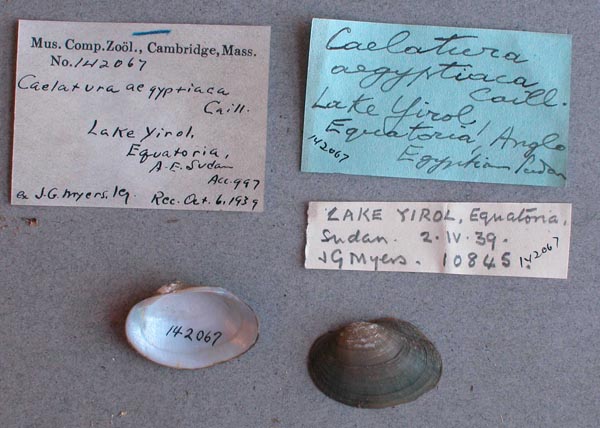 Mus. Comp. Zoöl., Cambridge, Mass.
No. 142067
Caelatura aegyptiaca
Caill.
Lake Yirol,
Equatoria,
A-E. Sudan
Acc. 997
ex J.G. Myers, leg. Rec. Oct. 6, 1939
Caelatura
aegyptiaca
Caill.
Lake Yirol,
Equatoria, Anglo
Egyptian Sudan
142067
LAKE YIROL, Equatoria,
Sudan. 2.IV.39.
JG Myers. 10845.
142067
142067